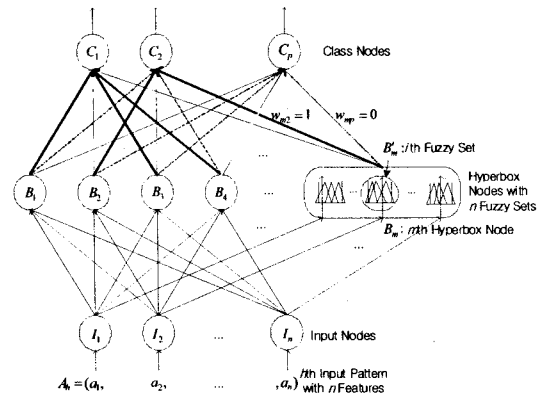 C1 C2 Cp Class Nodes
wm2 = 1 wmp = 0
B'm : ith Fuzzy Set
...
B1 B2 B3 B4 ... ... ... Hyperbox Nodes with n Fuzzy Sets
Bm : mth Hyperbox Node
...
I1 I2 ... In Input Nodes
Ah = (a1, a2, ... , an) hth Input Pattern with n Features